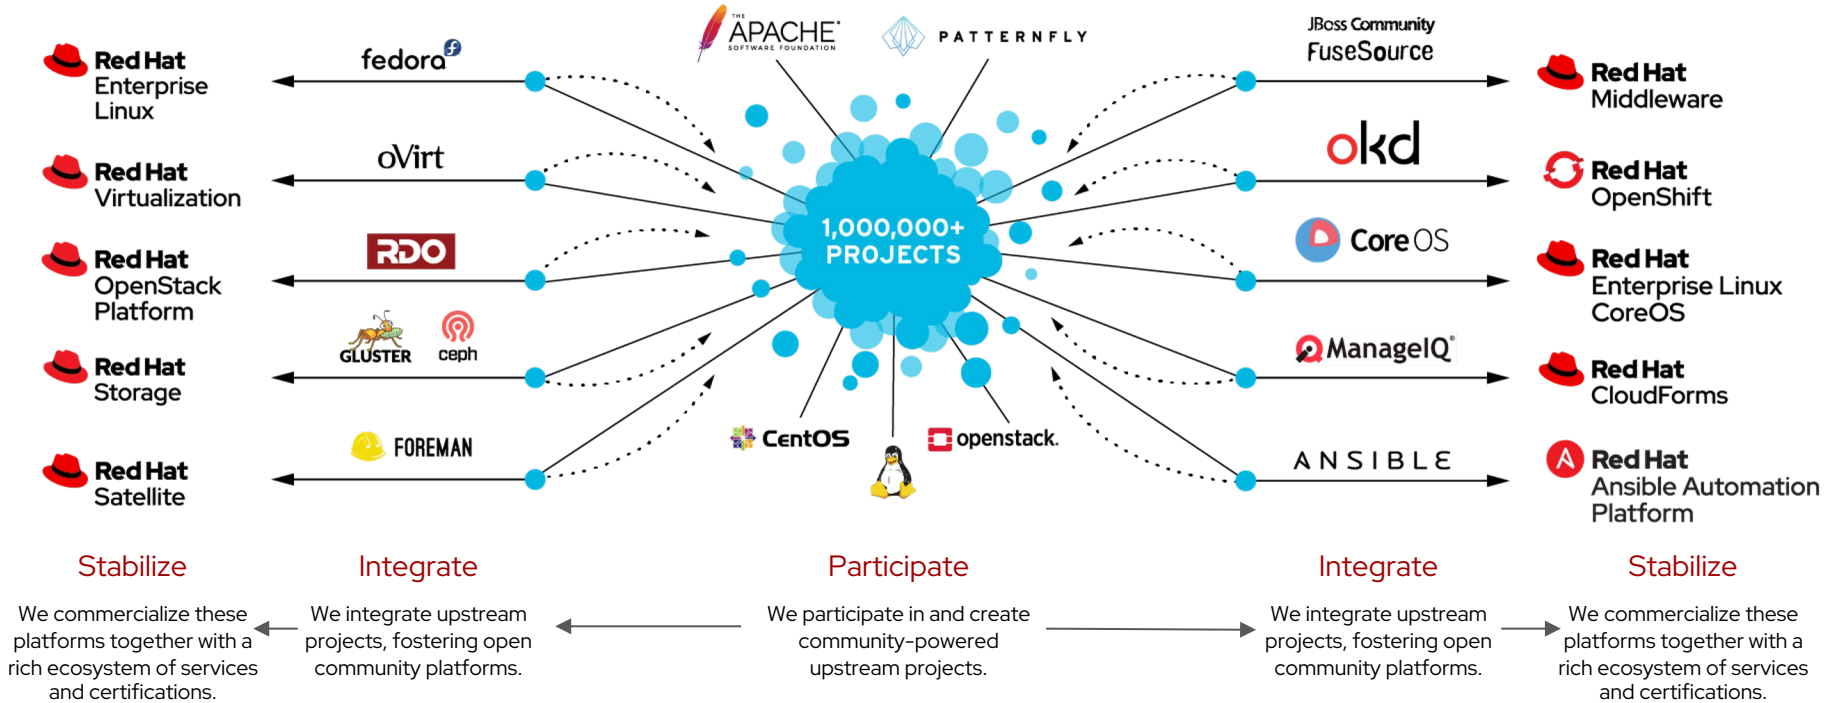 Red Hat
Enterprise
Linux
fedora
THE
APACHE®
SOFTWARE FOUNDATION
PATTERNFLY
JBoss Community
FuseSource
Red Hat
Middleware
Red Hat
Virtualization
oVirt
okd
Red Hat
OpenShift
1,000,000+
PROJECTS
Red Hat
OpenStack
Platform
RDO
CoreOS
Red Hat
Enterprise Linux
CoreOS
Red Hat
Storage
GLUSTER
ceph
ManageIQ®
Red Hat
CloudForms
Red Hat
Satellite
FOREMAN
CentOS
openstack.
ANSIBLE
Red Hat
Ansible Automation
Platform
Stabilize
We commercialize these
platforms together with a
rich ecosystem of services
and certifications.
Integrate
We integrate upstream
projects, fostering open
community platforms.
Participate
We participate in and create
community-powered
upstream projects.
Integrate
We integrate upstream
projects, fostering open
community platforms.
Stabilize
We commercialize these
platforms together with a
rich ecosystem of services
and certifications.